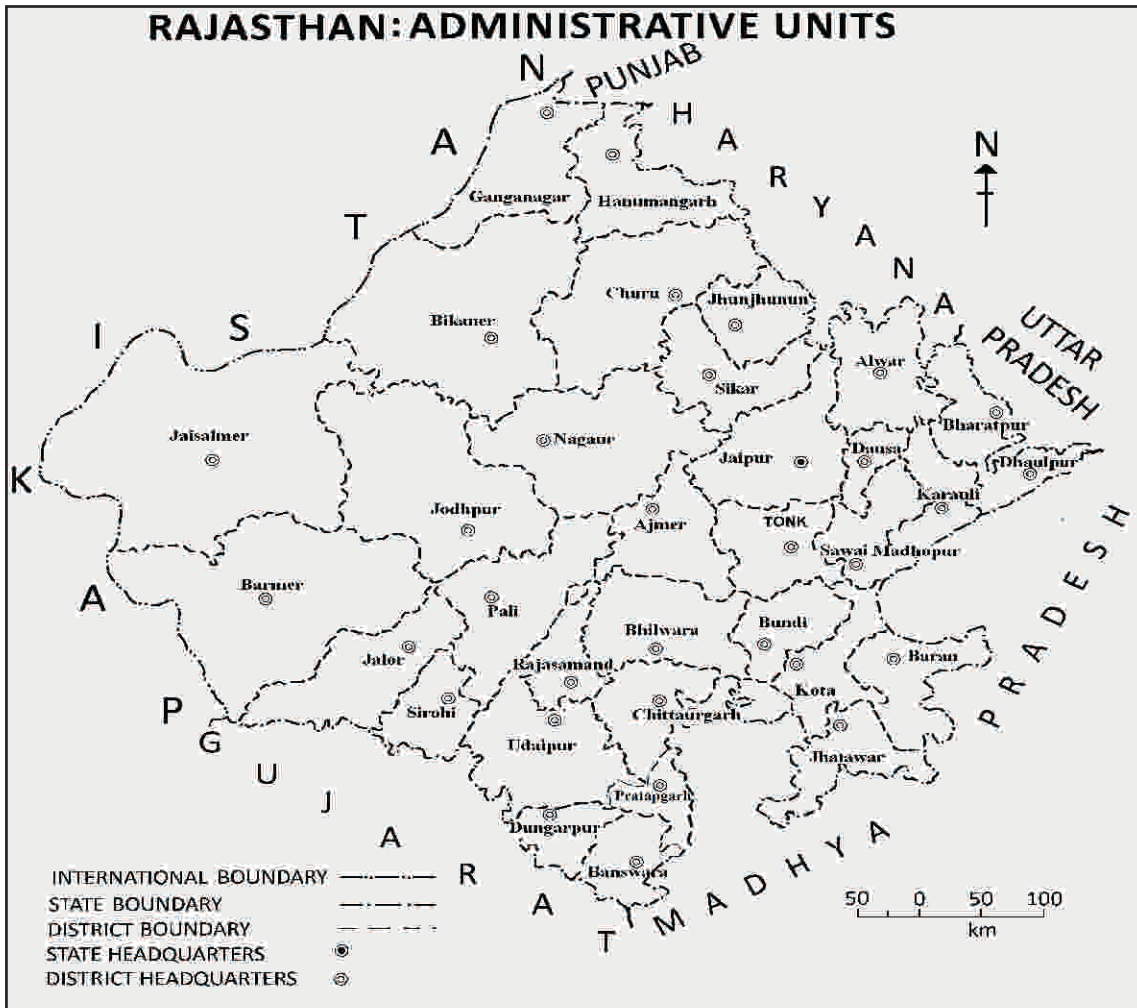 RAJASTHAN: ADMINISTRATIVE UNITS
PUNJAB
HARYANA
UTTAR
PRADESH
MADHYA PRADESH
GUJARAT
PAKISTAN
N
Ganganagar
Hanumangarh
Churu
Jhunjhunun
Bikaner
Sikar
Alwar
Bharatpur
Jaisalmer
Nagaur
Jaipur
Dausa
Dhaulpur
Karauli
Jodhpur
Ajmer
TONK
Sawai Madhopur
Barmer
Pali
Bhilwara
Bundi
Baran
Jalor
Rajasamand
Kota
Sirohi
Chittaurgarh
Udaipur
Jhalawar
Pratapgarh
Dungarpur
Banswara
INTERNATIONAL BOUNDARY
STATE BOUNDARY
DISTRICT BOUNDARY
STATE HEADQUARTERS
DISTRICT HEADQUARTERS
50 0 50 100
km